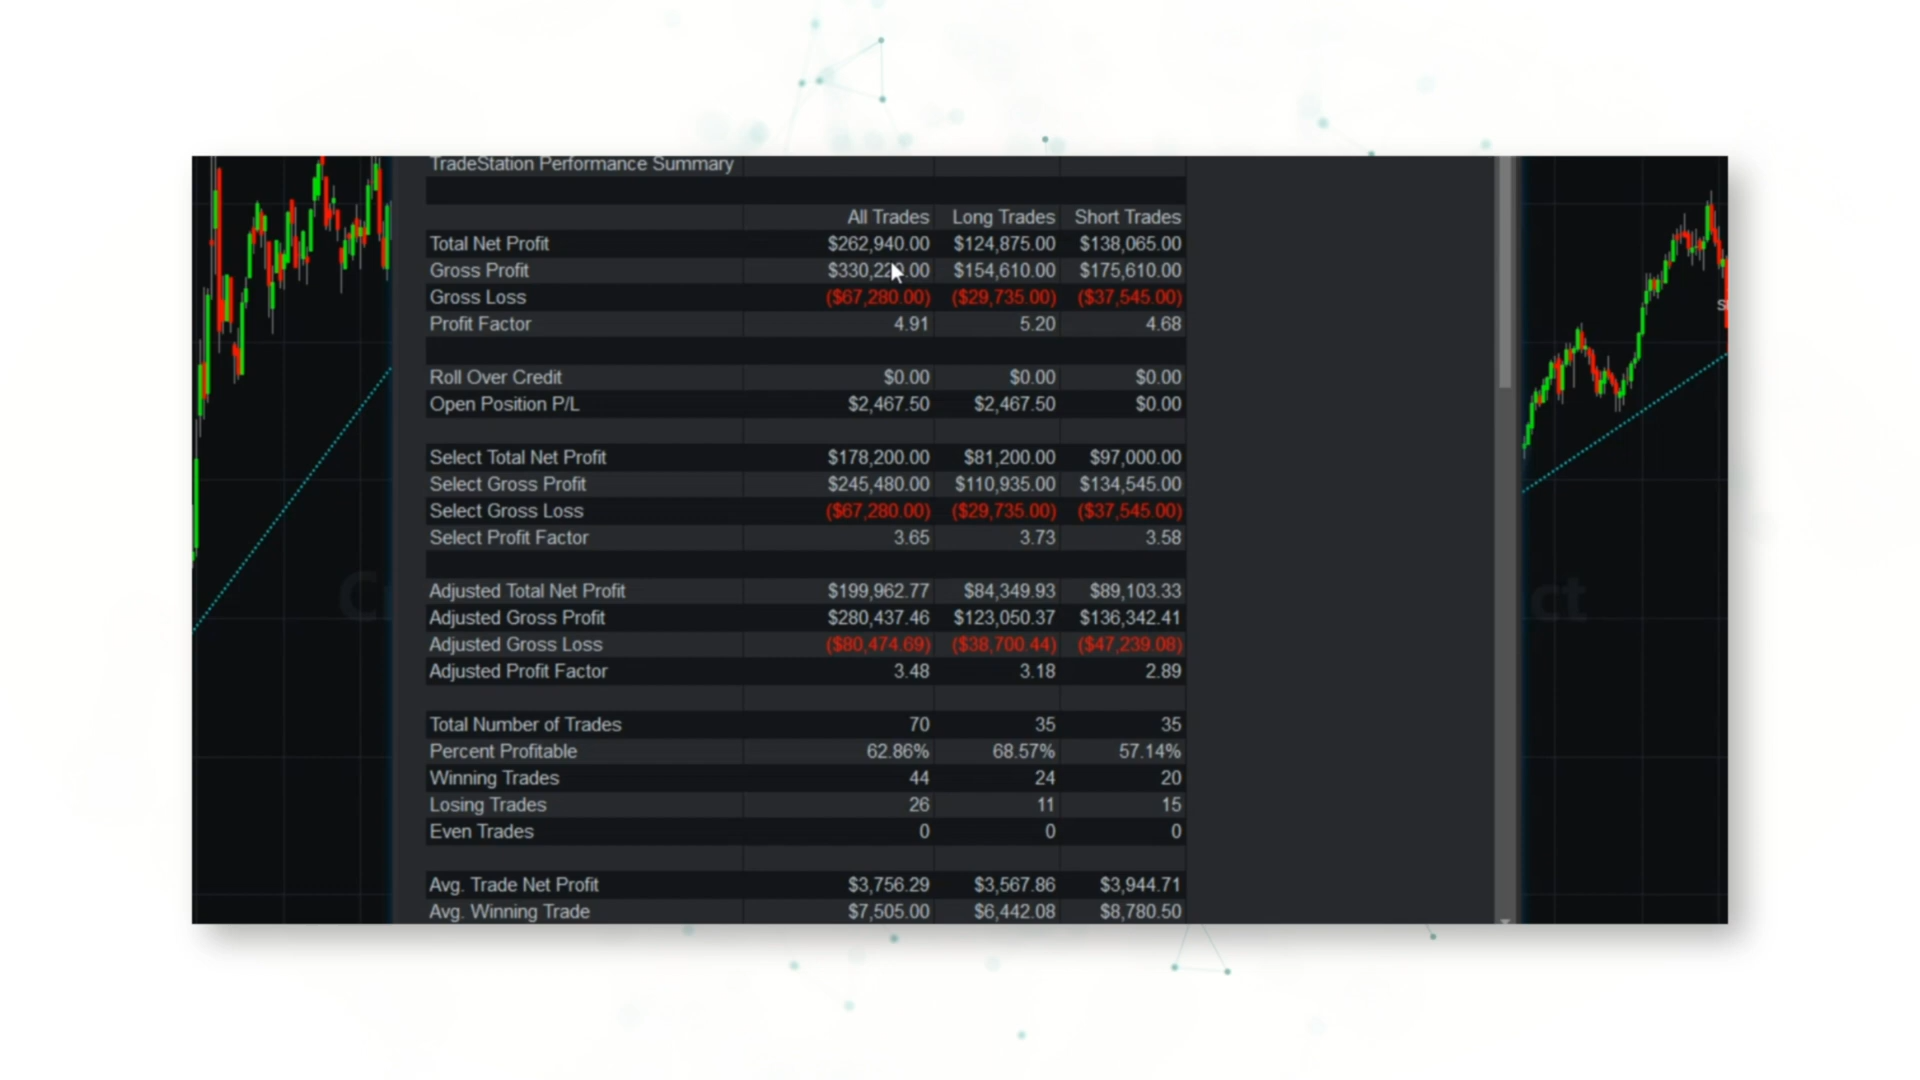 TradeStation Performance Summary
All Trades Long Trades Short Trades
Total Net Profit $262,940.00 $124,875.00 $138,065.00
Gross Profit $154,610.00 $175,610.00
Gross Loss ($67,280.00) ($29,735.00) ($37,545.00)
Profit Factor 4.91 5.20 4.68
Roll Over Credit $0.00 $0.00 $0.00
Open Position P/L $2,467.50 $2,467.50 $0.00
Select Total Net Profit $178,200.00 $81,200.00 $97,000.00
Select Gross Profit $245,480.00 $110,935.00 $134,545.00
Select Gross Loss ($67,280.00) ($29,735.00) ($37,545.00)
Select Profit Factor 3.65 3.73 3.58
Adjusted Total Net Profit $199,962.77 $84,349.93 $89,103.33
Adjusted Gross Profit $280,437.46 $123,050.37 $136,342.41
Adjusted Gross Loss ($80,474.69) ($38,700.44) ($47,239.08)
Adjusted Profit Factor 3.48 3.18 2.89
Total Number of Trades 70 35 35
Percent Profitable 62.86% 68.57% 57.14%
Winning Trades 44 24 20
Losing Trades 26 11 15
Even Trades 0 0 0
Avg. Trade Net Profit $3,756.29 $3,567.86 $3,944.71
Avg. Winning Trade $7,505.00 $6,442.08 $8,780.50